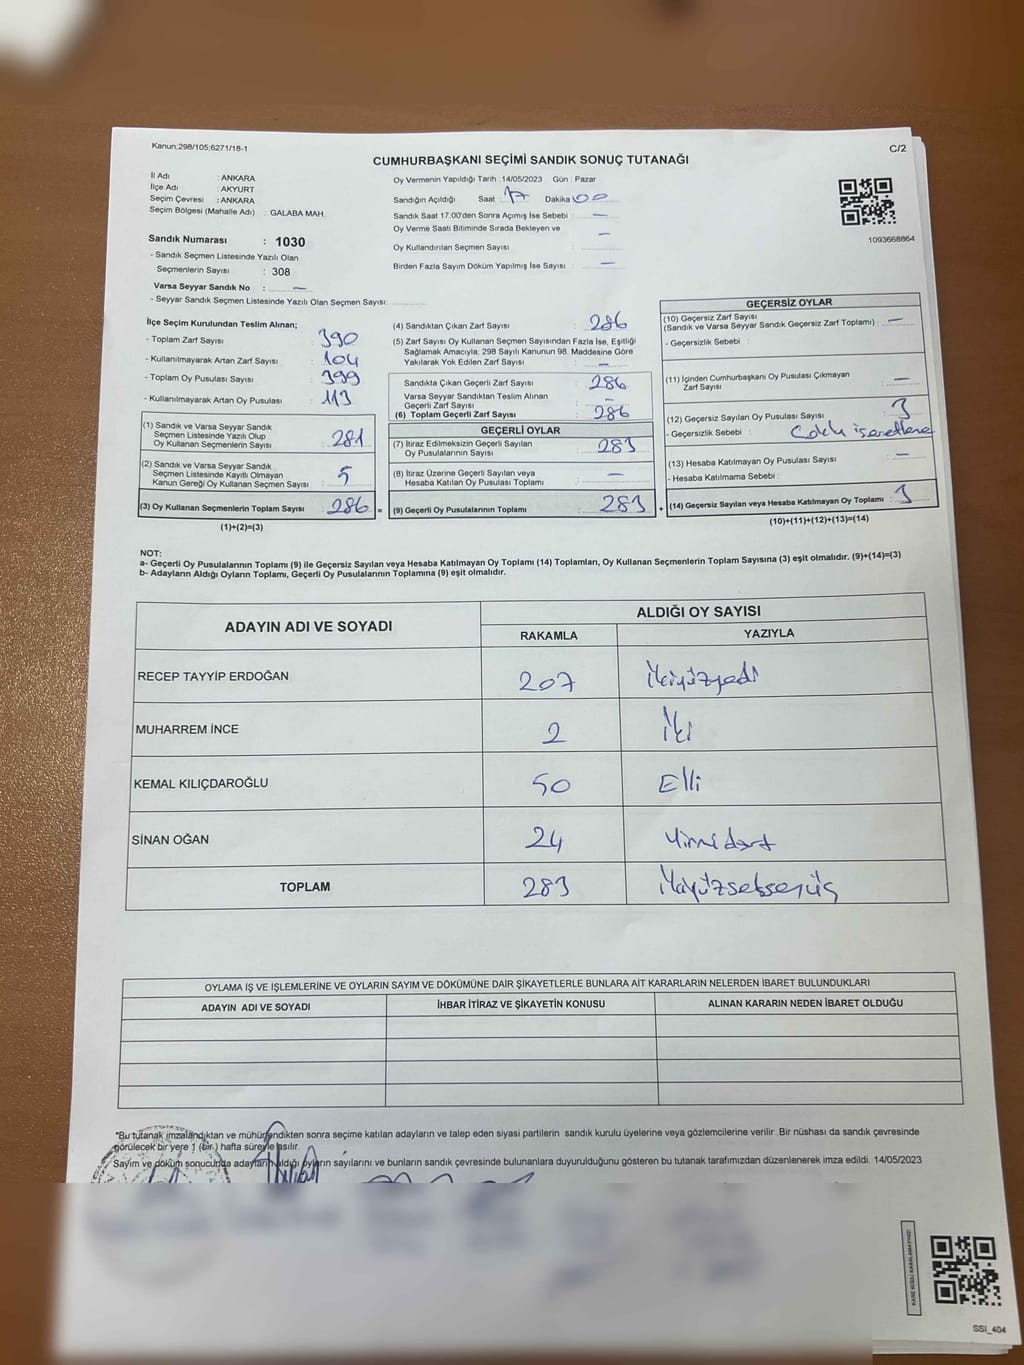 Kanun;298/105;6271/18-1
C/2
CUMHURBAŞKANI SEÇİMİ SANDIK SONUÇ TUTANAĞI
İl Adı : ANKARA
İlçe Adı : AKYURT
Seçim Çevresi : ANKARA
Seçim Bölgesi (Mahalle Adı) : GALABA MAH.
Sandık Numarası : 1030
- Sandık Seçmen Listesinde Yazılı Olan
Seçmenlerin Sayısı : 308
Varsa Seyyar Sandık No : —
- Seyyar Sandık Seçmen Listesinde Yazılı Olan Seçmen Sayısı:
Oy Vermenin Yapıldığı Tarih : 14/05/2023 Gün : Pazar
Sandığın Açıldığı Saat : 17 Dakika : 00
Sandık Saat 17.00'den Sonra Açılmış İse Sebebi : —
Oy Verme Saati Bitiminde Sırada Bekleyen ve
Oy Kullandırılan Seçmen Sayısı : —
Birden Fazla Sayım Döküm Yapılmış İse Sayısı : —
1093668864
İlçe Seçim Kurulundan Teslim Alınan;
- Toplam Zarf Sayısı : 390
- Kullanılmayarak Artan Zarf Sayısı : 104
- Toplam Oy Pusulası Sayısı : 399
- Kullanılmayarak Artan Oy Pusulası : 113
(1) Sandık ve Varsa Seyyar Sandık
Seçmen Listesinde Yazılı Olup
Oy Kullanan Seçmenlerin Sayısı : 281
(2) Sandık ve Varsa Seyyar Sandık
Seçmen Listesinde Kayıtlı Olmayan
Kanun Gereği Oy Kullanan Seçmen Sayısı : 5
(3) Oy Kullanan Seçmenlerin Toplam Sayısı : 286 =
(1)+(2)=(3)
(4) Sandıktan Çıkan Zarf Sayısı : 286
(5) Zarf Sayısı Oy Kullanan Seçmen Sayısından Fazla İse, Eşitliği
Sağlamak Amacıyla; 298 Sayılı Kanunun 98. Maddesine Göre
Yakılarak Yok Edilen Zarf Sayısı : —
Sandıkta Çıkan Geçerli Zarf Sayısı : 286
Varsa Seyyar Sandıktan Teslim Alınan
Geçerli Zarf Sayısı : —
(6) Toplam Geçerli Zarf Sayısı : 286
GEÇERLİ OYLAR
(7) İtiraz Edilmeksizin Geçerli Sayılan
Oy Pusulalarının Sayısı : 283
(8) İtiraz Üzerine Geçerli Sayılan veya
Hesaba Katılan Oy Pusulası Toplamı : —
(9) Geçerli Oy Pusulalarının Toplamı : 283 +
GEÇERSİZ OYLAR
(10) Geçersiz Zarf Sayısı
(Sandık ve Varsa Seyyar Sandık Geçersiz Zarf Toplamı) : —
- Geçersizlik Sebebi :
(11) İçinden Cumhurbaşkanı Oy Pusulası Çıkmayan
Zarf Sayısı : —
(12) Geçersiz Sayılan Oy Pusulası Sayısı : 3
- Geçersizlik Sebebi :
(13) Hesaba Katılmayan Oy Pusulası Sayısı : —
- Hesaba Katılmama Sebebi :
(14) Geçersiz Sayılan veya Hesaba Katılmayan Oy Toplamı : 3
(10)+(11)+(12)+(13)=(14)
NOT:
a- Geçerli Oy Pusulalarının Toplamı (9) ile Geçersiz Sayılan veya Hesaba Katılmayan Oy Toplamı (14) Toplamları, Oy Kullanan Seçmenlerin Toplam Sayısına (3) eşit olmalıdır. (9)+(14)=(3)
b- Adayların Aldığı Oyların Toplamı, Geçerli Oy Pusulalarının Toplamına (9) eşit olmalıdır.
ADAYIN ADI VE SOYADI
ALDIĞI OY SAYISI
RAKAMLA YAZIYLA
RECEP TAYYİP ERDOĞAN 207 İkiyüzyedi
MUHARREM İNCE 2 İki
KEMAL KILIÇDAROĞLU 50 Elli
SİNAN OĞAN 24 Yirmidört
TOPLAM 283 İkiyüzseksenüç
OYLAMA İŞ VE İŞLEMLERİNE VE OYLARIN SAYIM VE DÖKÜMÜNE DAİR ŞİKAYETLERLE BUNLARA AİT KARARLARIN NELERDEN İBARET BULUNDUKLARI
ADAYIN ADI VE SOYADI İHBAR İTİRAZ VE ŞİKAYETİN KONUSU ALINAN KARARIN NEDEN İBARET OLDUĞU
*Bu tutanak imzalandıktan ve mühürlendikten sonra seçime katılan adayların ve talep eden siyasi partilerin sandık kurulu üyelerine veya gözlemcilerine verilir .Bir nüshası da sandık çevresinde
görülecek bir yere 1 (bir ) hafta süreyle asılır.
Sayım ve döküm sonucunda adayların aldığı oyların sayılarını ve bunların sandık çevresinde bulunanlara duyurulduğunu gösteren bu tutanak tarafımızdan düzenlenerek imza edildi. 14/05/2023
KARE KODU KARALAMAYINIZ!
SSI_404